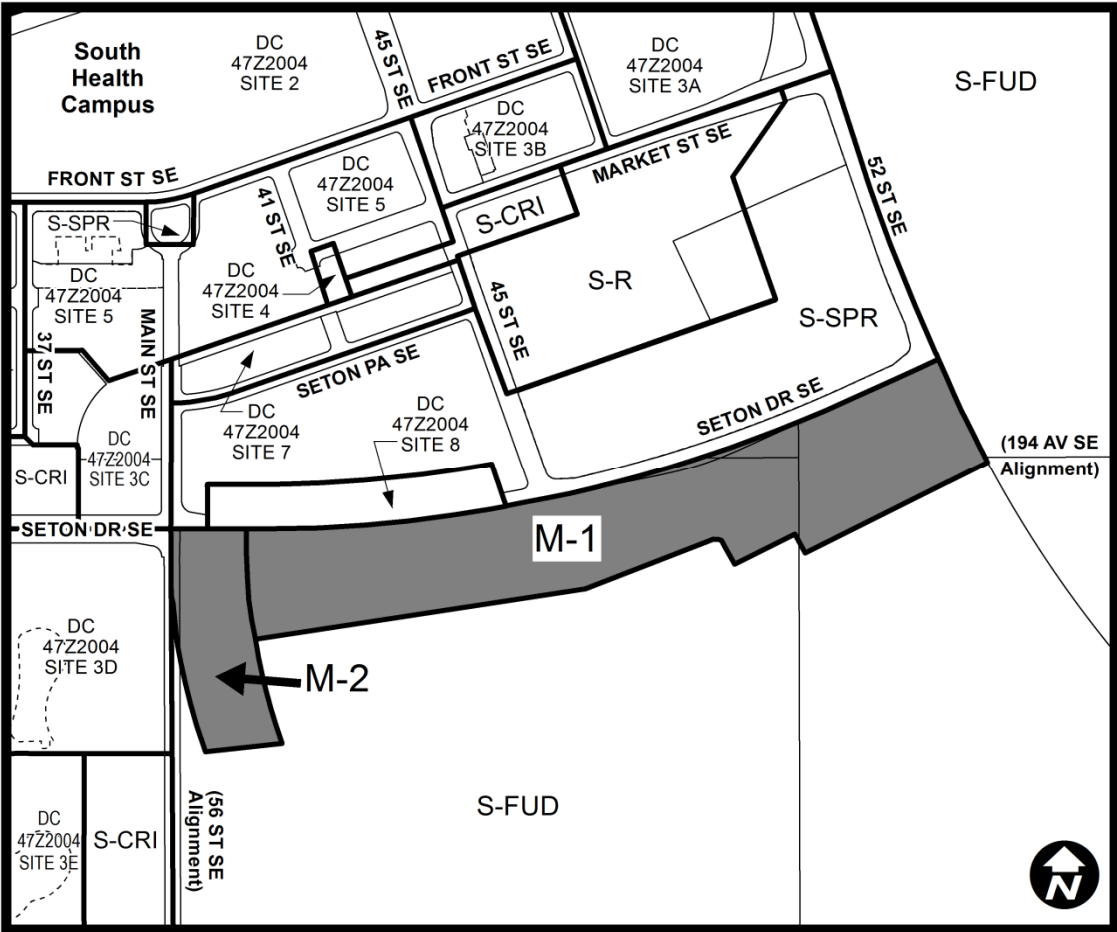 South
Health
Campus
DC
47Z2004
SITE 2
45 ST SE
FRONT ST SE
DC
47Z2004
SITE 3A
S-FUD
DC
47Z2004
SITE 3B
MARKET ST SE
52 ST SE
FRONT ST SE
DC
47Z2004
SITE 5
41 ST SE
S-CRI
S-SPR
DC
47Z2004
SITE 5
DC
47Z2004
SITE 4
S-R
45 ST SE
S-SPR
37 ST SE
MAIN ST SE
SETON PA SE
SETON DR SE
DC
47Z2004
SITE 7
DC
47Z2004
SITE 8
DC
47Z2004
SITE 3C
S-CRI
(194 AV SE
Alignment)
SETON DR SE
M-1
DC
47Z2004
SITE 3D
M-2
S-FUD
(56 ST SE
Alignment)
DC
47Z2004
SITE 3E
S-CRI
N